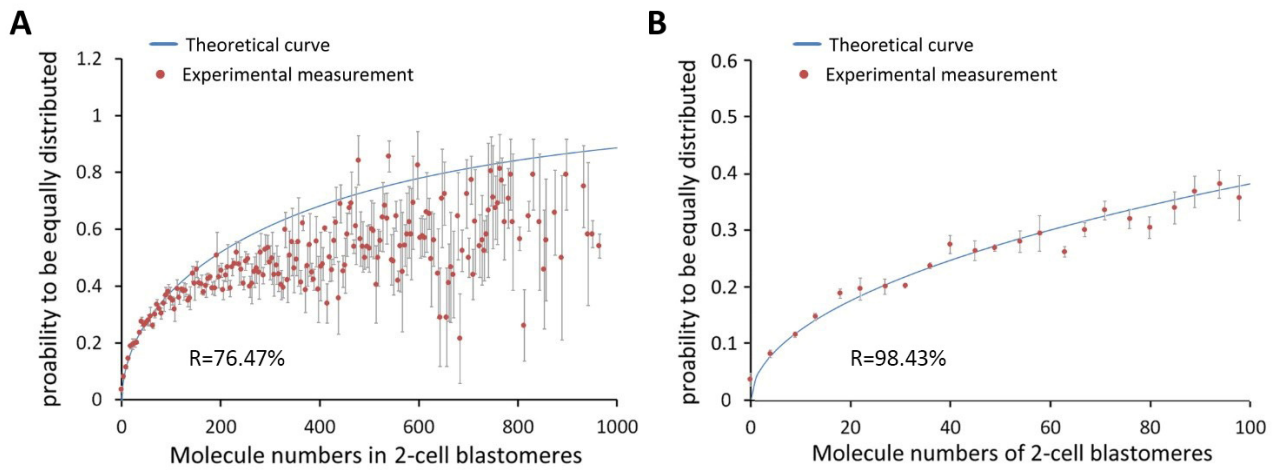 A
Theoretical curve
Experimental measurement
proability to be equally distributed
1.2
1
0.8
0.6
0.4
0.2
0
R=76.47%
0 200 400 600 800 1000
Molecule numbers in 2-cell blastomeres
B
Theoretical curve
Experimental measurement
proability to be equally distributed
0.6
0.5
0.4
0.3
0.2
0.1
0
R=98.43%
0 20 40 60 80 100
Molecule numbers of 2-cell blastomeres